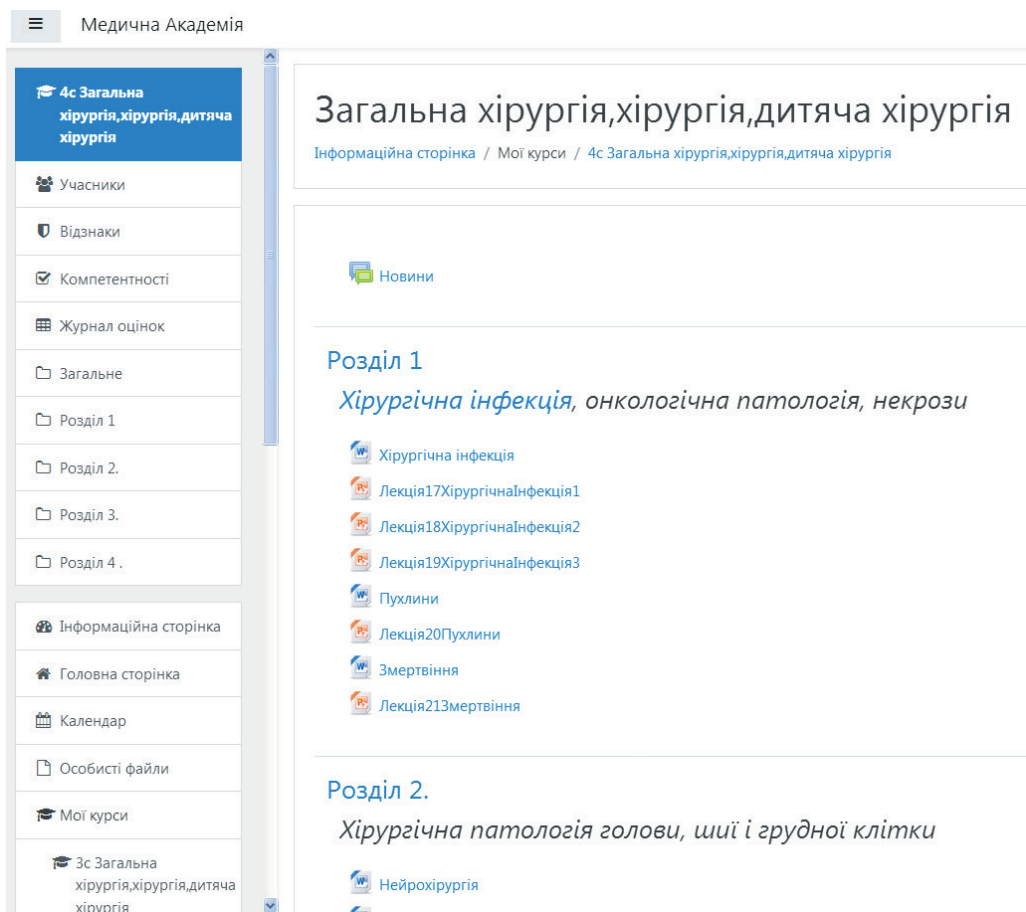 Медична Академія
4с Загальна
хірургія,хірургія,дитяча
хірургія
Учасники
Відзнаки
Компетентності
Журнал оцінок
Загальне
Розділ 1
Розділ 2.
Розділ 3.
Розділ 4 .
Інформаційна сторінка
Головна сторінка
Календар
Особисті файли
Мої курси
3с Загальна
хірургія,хірургія,дитяча
хірургія
Загальна хірургія,хірургія,дитяча хірургія
Інформаційна сторінка / Мої курси / 4с Загальна хірургія,хірургія,дитяча хірургія
Новини
Розділ 1
Хірургічна інфекція, онкологічна патологія, некрози
Хірургічна інфекція
Лекція17ХірургічнаІнфекція1
Лекція18ХірургічнаІнфекція2
Лекція19ХірургічнаІнфекція3
Пухлини
Лекція20Пухлини
Змертвіння
Лекція21Змертвіння
Розділ 2.
Хірургічна патологія голови, шиї і грудної клітки
Нейрохірургія